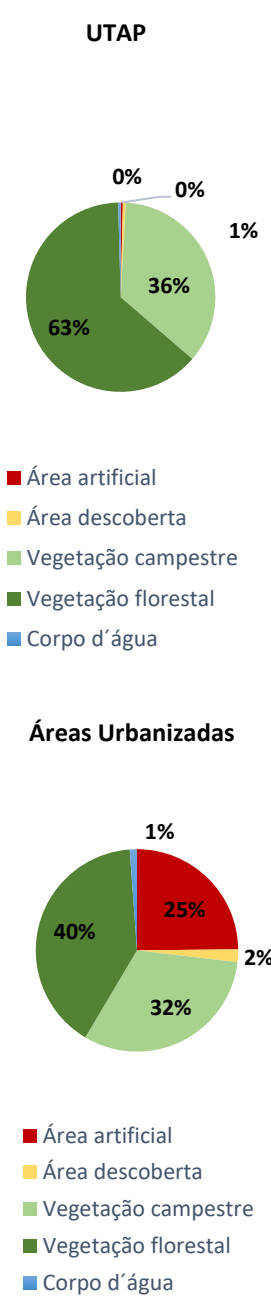 UTAP
0%
0%
1%
36%
63%
Área artificial
Área descoberta
Vegetação campestre
Vegetação florestal
Corpo d´água
Áreas Urbanizadas
1%
25%
40%
2%
32%
Área artificial
Área descoberta
Vegetação campestre
Vegetação florestal
Corpo d´água